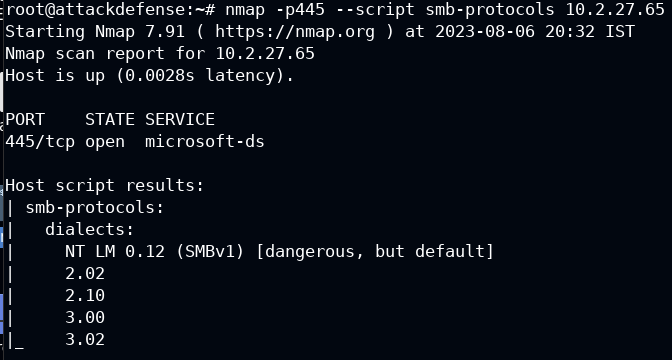 root@attackdefense:~# nmap -p445 --script smb-protocols 10.2.27.65
Starting Nmap 7.91 ( https://nmap.org ) at 2023-08-06 20:32 IST
Nmap scan report for 10.2.27.65
Host is up (0.0028s latency).
PORT    STATE SERVICE
445/tcp open  microsoft-ds
Host script results:
| smb-protocols:
|   dialects:
|     NT LM 0.12 (SMBv1) [dangerous, but default]
|     2.02
|     2.10
|     3.00
|_    3.02